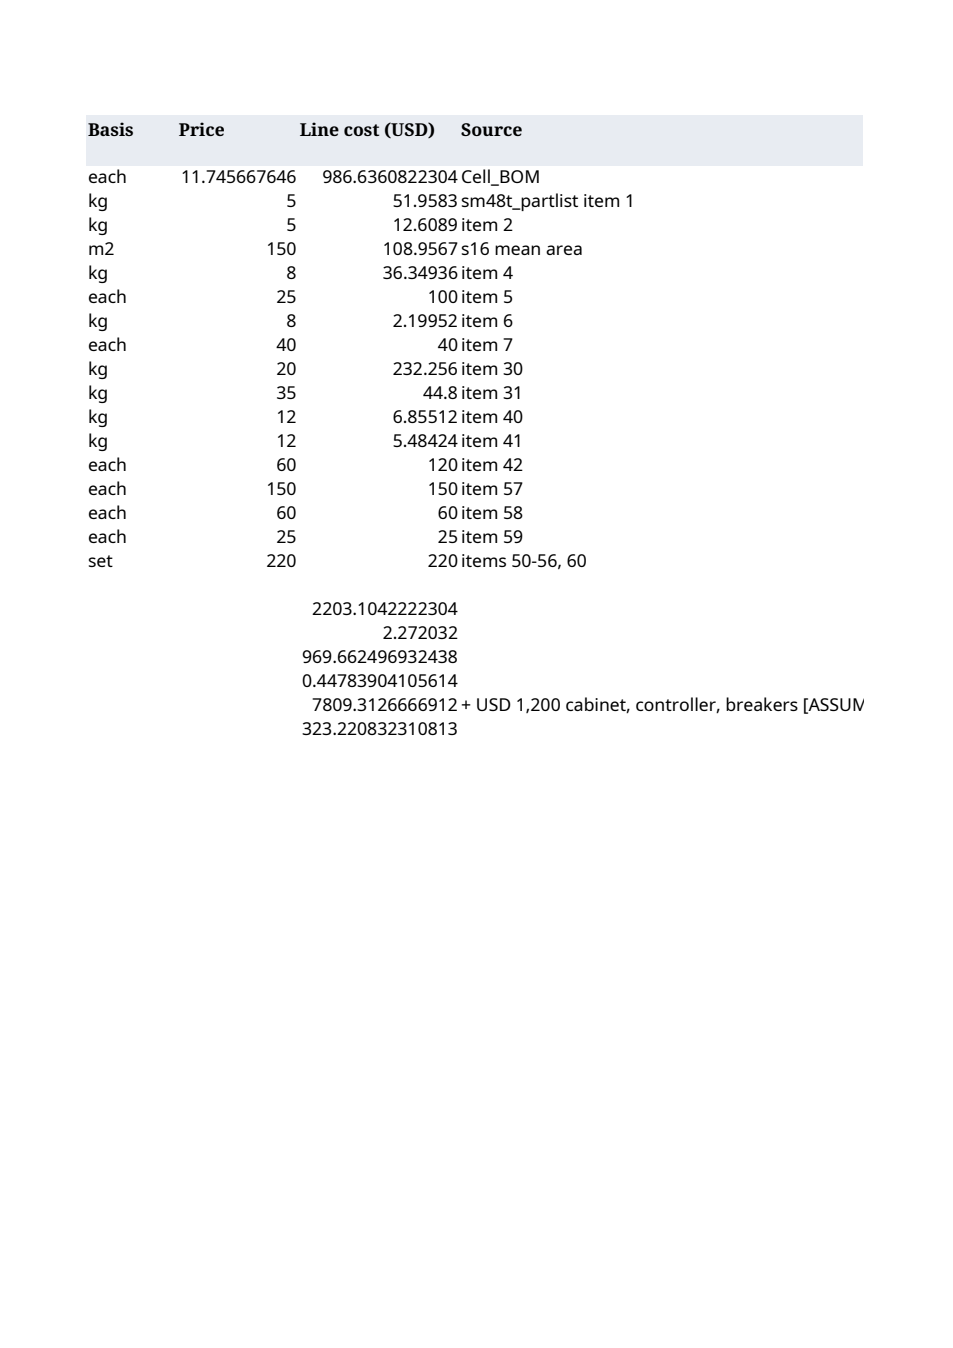 Basis Price Line cost (USD) Source
each 11.745667646 986.6360822304 Cell_BOM
kg 5 51.9583 sm48t_partlist item 1
kg 5 12.6089 item 2
m2 150 108.9567 s16 mean area
kg 8 36.34936 item 4
each 25 100 item 5
kg 8 2.19952 item 6
each 40 40 item 7
kg 20 232.256 item 30
kg 35 44.8 item 31
kg 12 6.85512 item 40
kg 12 5.48424 item 41
each 60 120 item 42
each 150 150 item 57
each 60 60 item 58
each 25 25 item 59
set 220 220 items 50-56, 60
2203.1042222304
2.272032
969.662496932438
0.44783904105614
7809.3126666912 + USD 1,200 cabinet, controller, breakers [ASSUM
323.220832310813